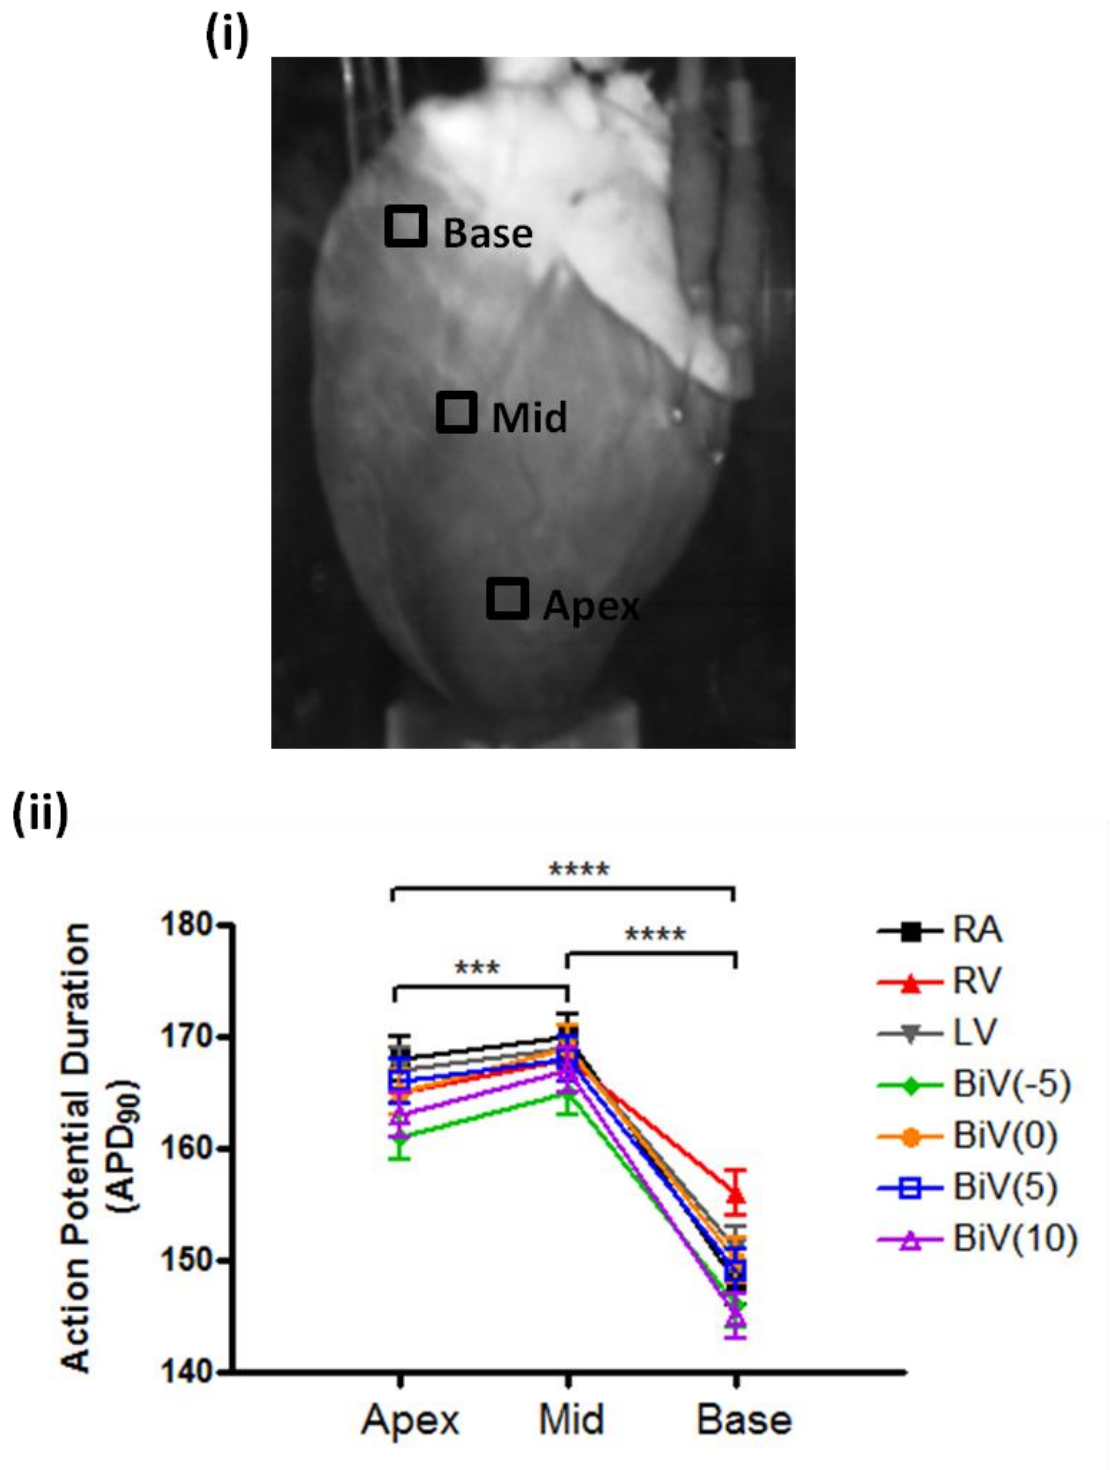 (i)
Base
Mid
Apex
(ii)
****
****
***
Action Potential Duration
(APD90)
180
170
160
150
140
Apex Mid Base
RA
RV
LV
BiV(-5)
BiV(0)
BiV(5)
BiV(10)